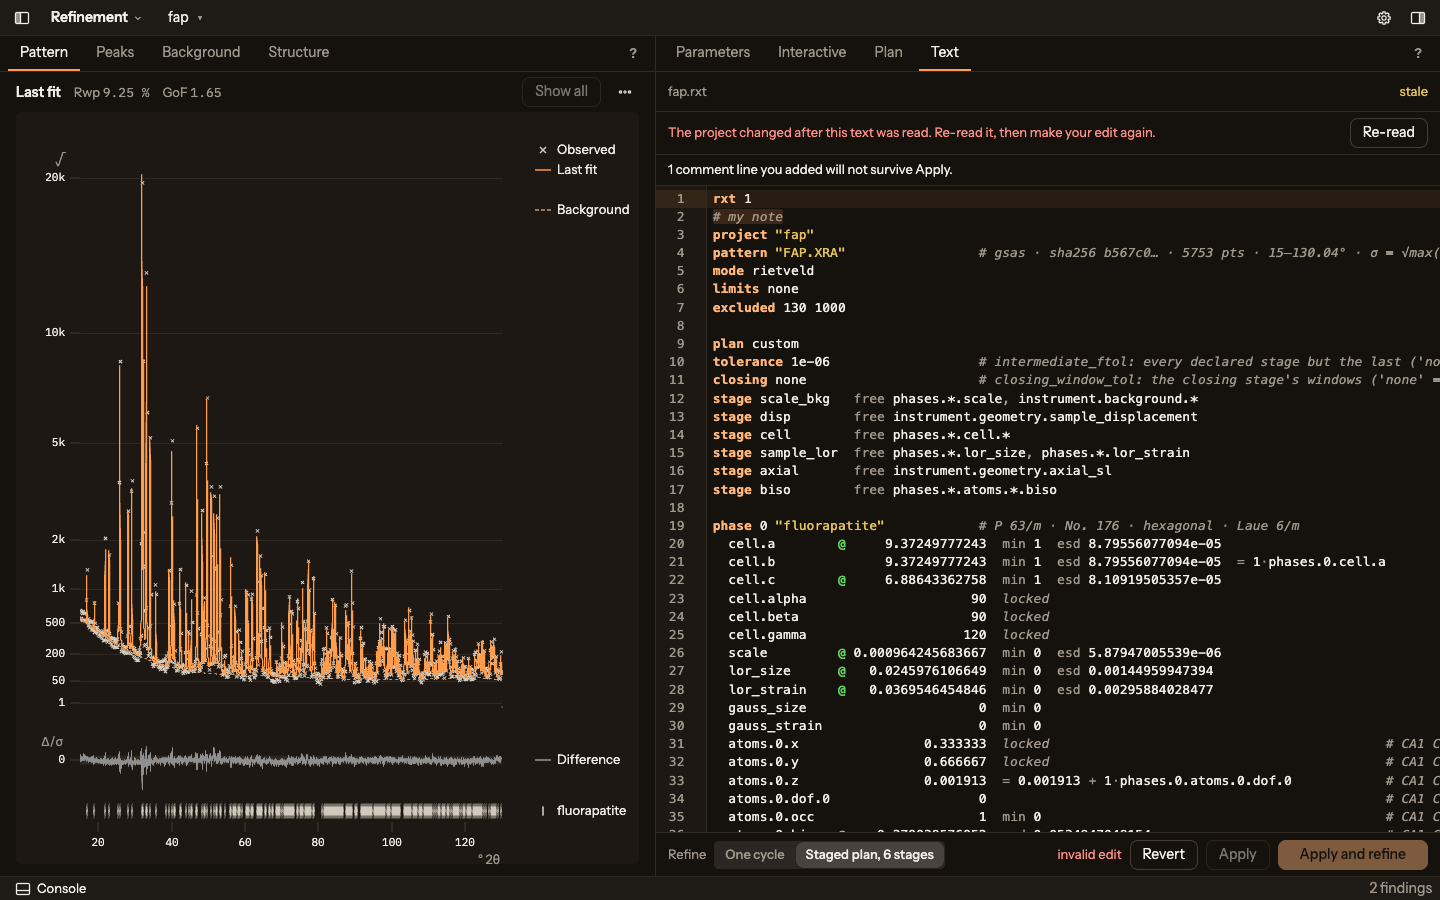 Refinement fap
Pattern Peaks Background Structure ?
Last fit Rwp 9.25 % GoF 1.65 Show all
√
20k
10k
5k
2k
1k
500
200
50
1
Δ/σ
0
20 40 60 80 100 120
°2θ
Observed
Last fit
Background
Difference
fluorapatite
Parameters Interactive Plan Text ?
fap.rxt stale
The project changed after this text was read. Re-read it, then make your edit again. Re-read
1 comment line you added will not survive Apply.
1 rxt 1
2 # my note
3 project "fap"
4 pattern "FAP.XRA" # gsas · sha256 b567c0… · 5753 pts · 15–130.04° · σ = √max(
5 mode rietveld
6 limits none
7 excluded 130 1000
8
9 plan custom
10 tolerance 1e-06 # intermediate_ftol: every declared stage but the last ('no
11 closing none # closing_window_tol: the closing stage's windows ('none' =
12 stage scale_bkg free phases.*.scale, instrument.background.*
13 stage disp free instrument.geometry.sample_displacement
14 stage cell free phases.*.cell.*
15 stage sample_lor free phases.*.lor_size, phases.*.lor_strain
16 stage axial free instrument.geometry.axial_sl
17 stage biso free phases.*.atoms.*.biso
18
19 phase 0 "fluorapatite" # P 63/m · No. 176 · hexagonal · Laue 6/m
20 cell.a @ 9.37249777243 min 1 esd 8.79556077094e-05
21 cell.b 9.37249777243 min 1 esd 8.79556077094e-05 = 1·phases.0.cell.a
22 cell.c @ 6.88643362758 min 1 esd 8.10919505357e-05
23 cell.alpha 90 locked
24 cell.beta 90 locked
25 cell.gamma 120 locked
26 scale @ 0.000964245683667 min 0 esd 5.87947005539e-06
27 lor_size @ 0.0245976106649 min 0 esd 0.00144959947394
28 lor_strain @ 0.0369546454846 min 0 esd 0.00295884028477
29 gauss_size 0 min 0
30 gauss_strain 0 min 0
31 atoms.0.x 0.333333 locked # CA1 C
32 atoms.0.y 0.666667 locked # CA1 C
33 atoms.0.z 0.001913 = 0.001913 + 1·phases.0.atoms.0.dof.0 # CA1 C
34 atoms.0.dof.0 0 # CA1 C
35 atoms.0.occ 1 min 0 # CA1 C
Refine One cycle Staged plan, 6 stages invalid edit Revert Apply Apply and refine
Console 2 findings